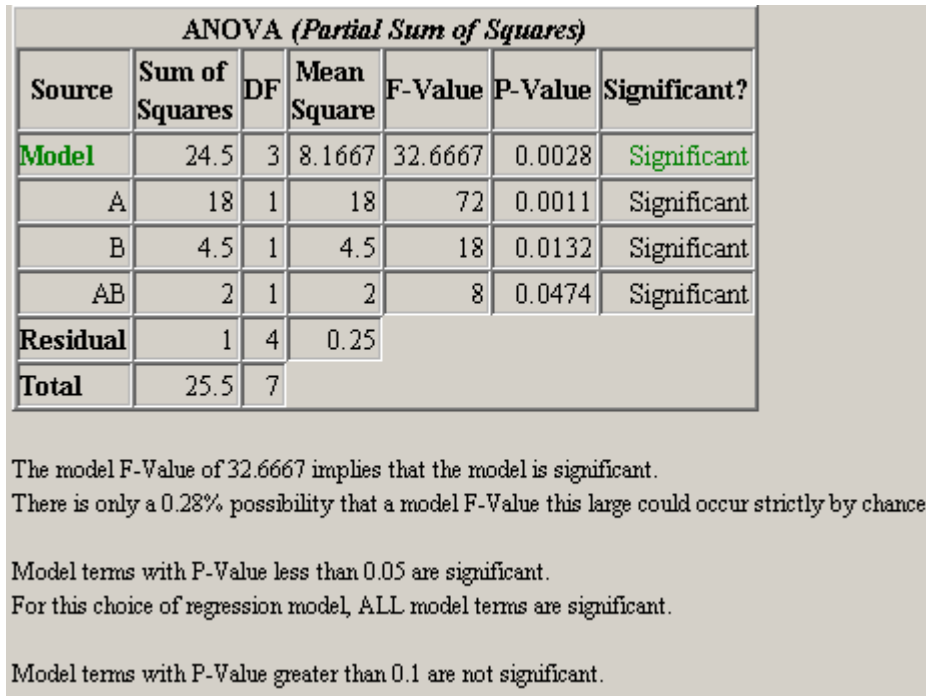 ANOVA (Partial Sum of Squares)
Source Sum of Squares DF Mean Square F-Value P-Value Significant?
Model 24.5 3 8.1667 32.6667 0.0028 Significant
A 18 1 18 72 0.0011 Significant
B 4.5 1 4.5 18 0.0132 Significant
AB 2 1 2 8 0.0474 Significant
Residual 1 4 0.25
Total 25.5 7
The model F-Value of 32.6667 implies that the model is significant.
There is only a 0.28% possibility that a model F-Value this large could occur strictly by chance
Model terms with P-Value less than 0.05 are significant.
For this choice of regression model, ALL model terms are significant.
Model terms with P-Value greater than 0.1 are not significant.